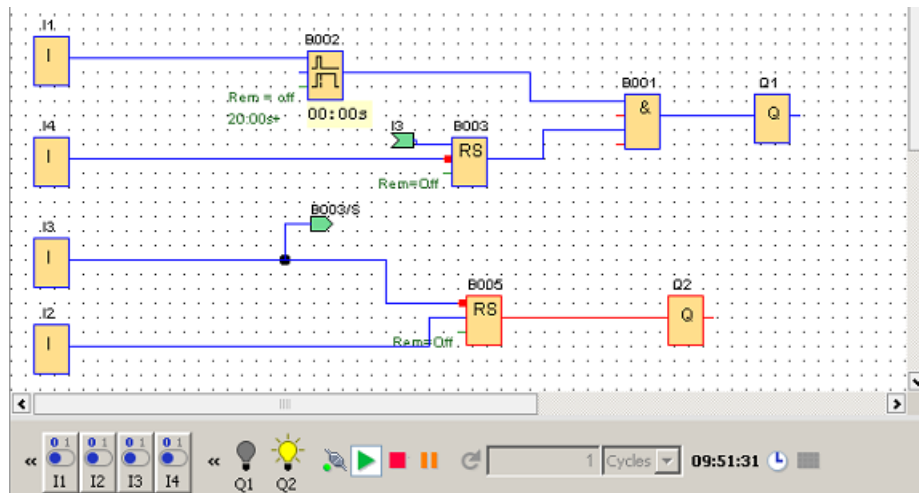 I1
I
B002
Rem = off
20:00s+
00:00s
B001
&
Q1
Q
I4
I
I3
B003
RS
Rem=Off
B003/S
I3
I
B005
RS
Rem=Off
Q2
Q
I2
I
« 0 1 0 1 0 1 0 1 « 1 Cycles 09:51:31
I1 I2 I3 I4 Q1 Q2